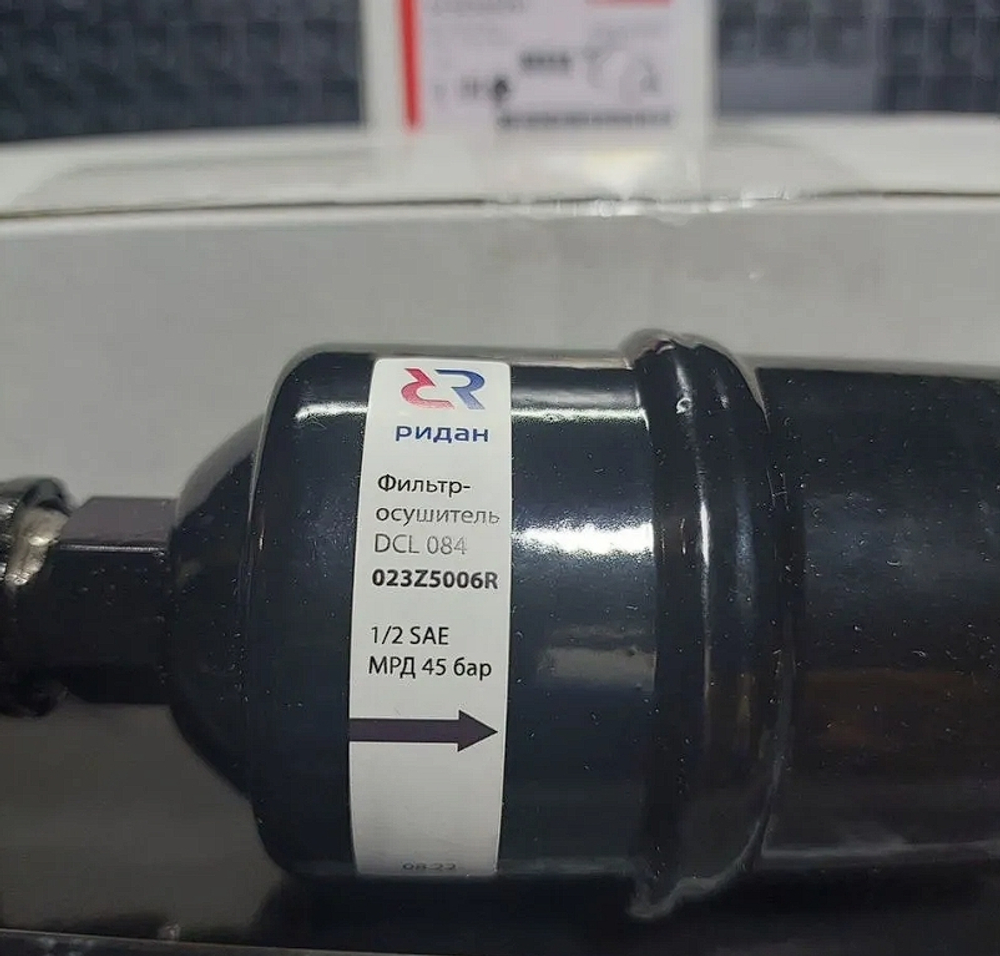 ридан
Фильтр-
осушитель
DCL 084
023Z5006R
1/2 SAE
МРД 45 бар
08.22